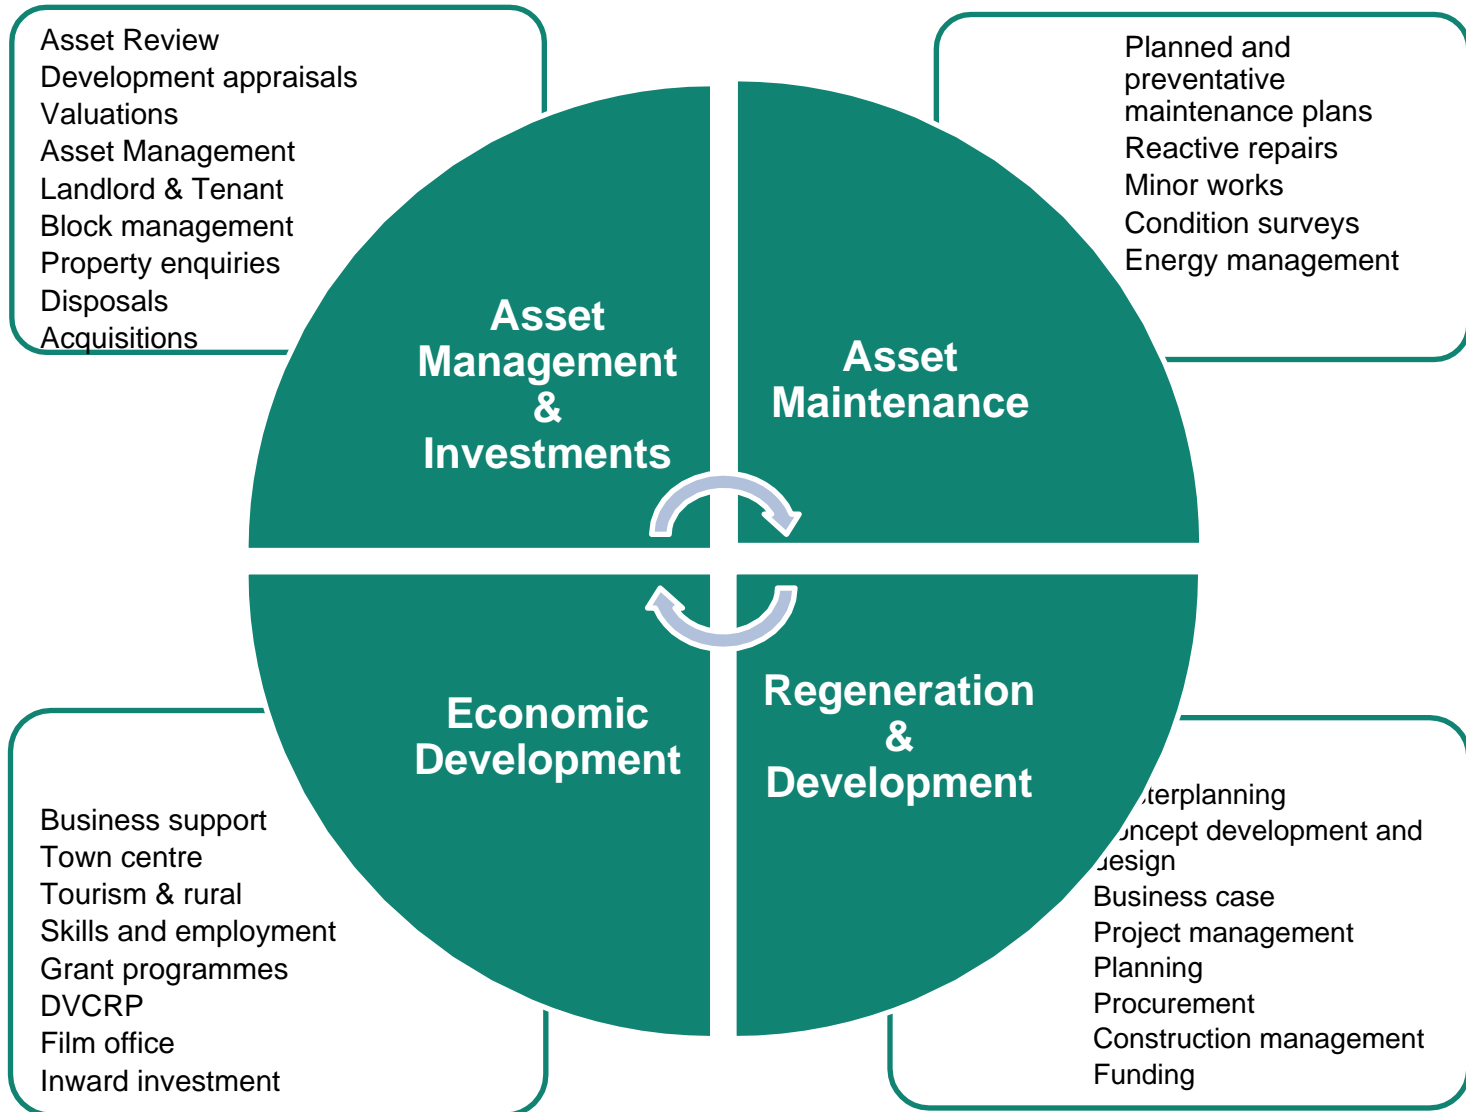 Asset Review
Development appraisals
Valuations
Asset Management
Landlord & Tenant
Block management
Property enquiries
Disposals
Acquisitions
Planned and
preventative
maintenance plans
Reactive repairs
Minor works
Condition surveys
Energy management
Asset
Management
&
Investments
Asset
Maintenance
Economic
Development
Regeneration
&
Development
Business support
Town centre
Tourism & rural
Skills and employment
Grant programmes
DVCRP
Film office
Inward investment
development and
design
Business case
Project management
Planning
Procurement
Construction management
Funding